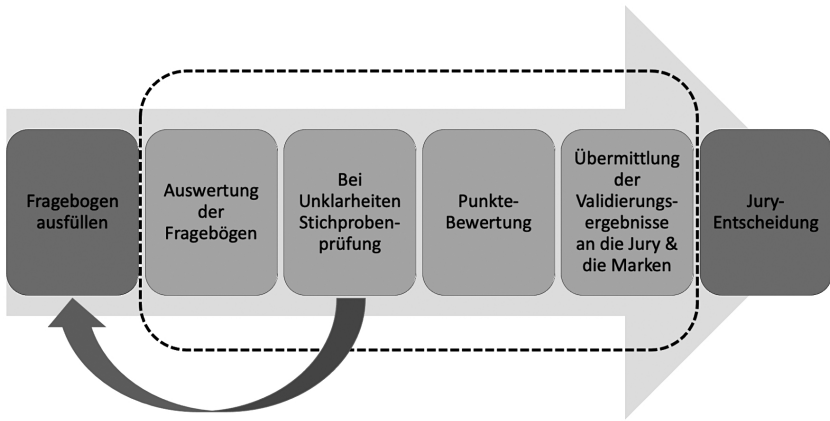 Fragebogen
ausfüllen
Auswertung
der
Fragebögen
Bei
Unklarheiten
Stichproben-
prüfung
Punkte-
Bewertung
Übermittlung
der
Validierungs-
ergebnisse
an die Jury &
die Marken
Jury-
Entscheidung